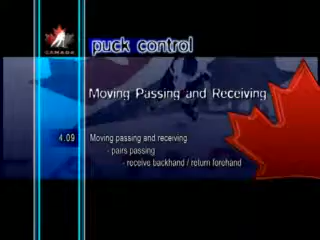 CANADA
puck control
Moving Passing and Receiving
4.09 Moving passing and receiving
- pairs passing
- receive backhand / return forehand